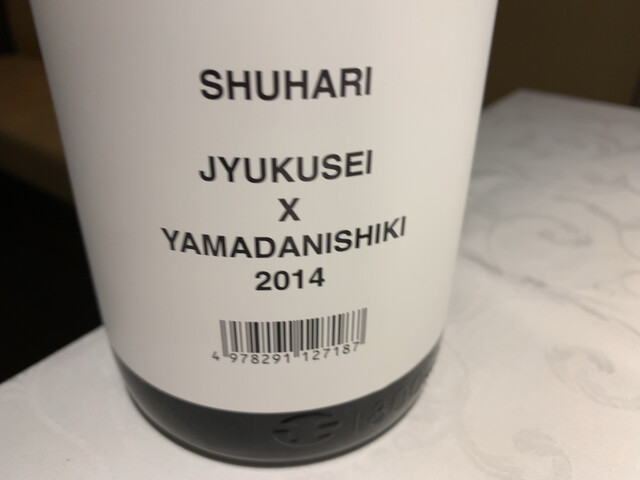 SHUHARI
JYUKUSEI
X
YAMADANISHIKI
2014
4 978291 127187